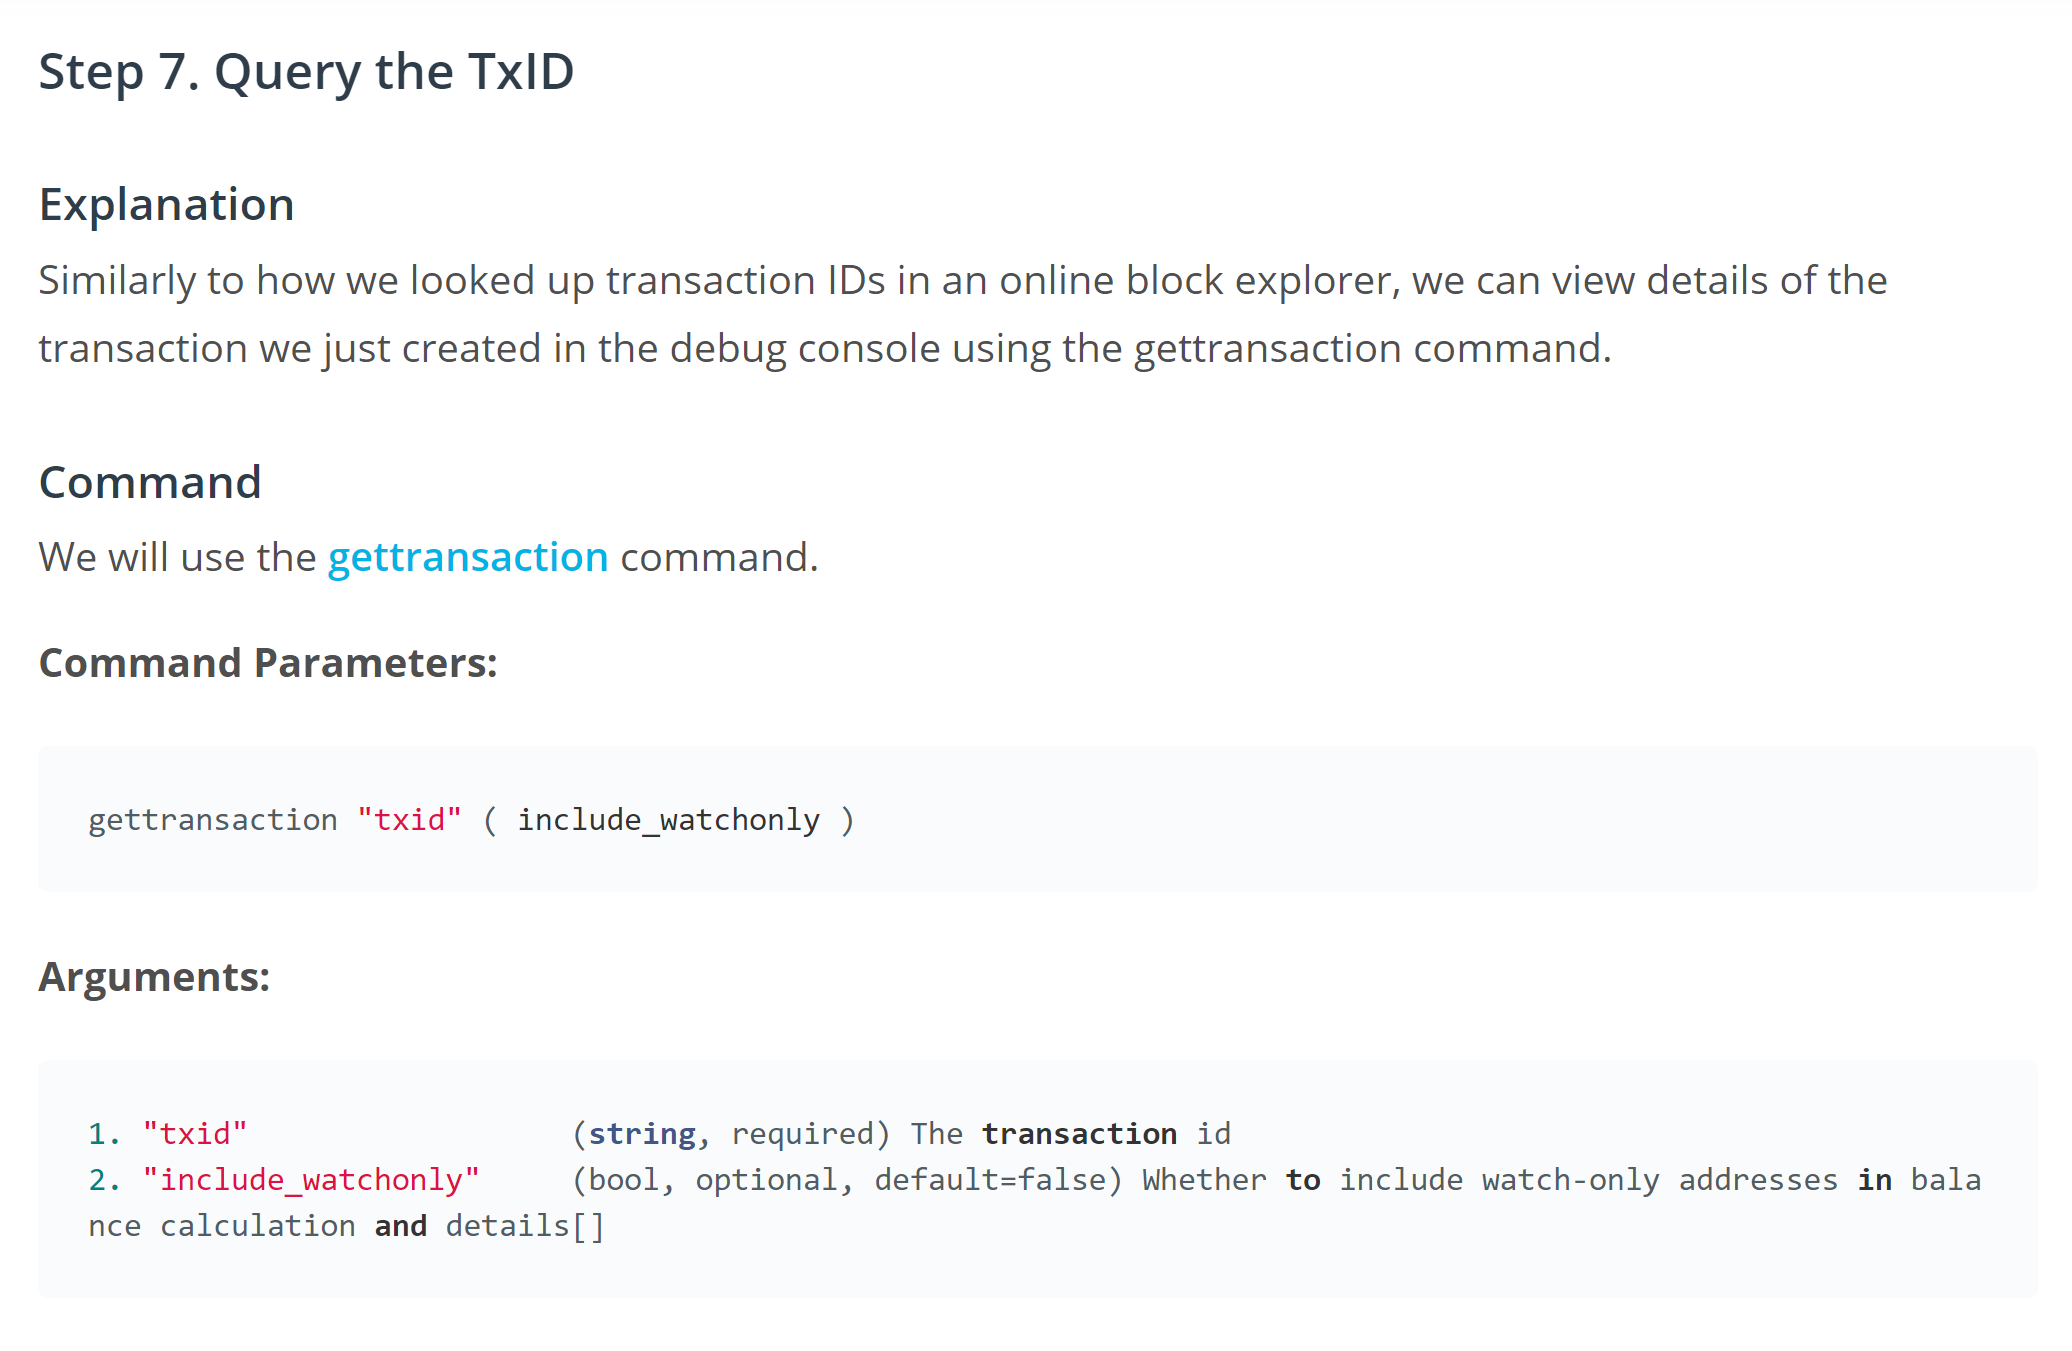 Step 7. Query the TxID
Explanation
Similarly to how we looked up transaction IDs in an online block explorer, we can view details of the
transaction we just created in the debug console using the gettransaction command.
Command
We will use the gettransaction command.
Command Parameters:
gettransaction "txid" ( include_watchonly )
Arguments:
1. "txid"                  (string, required) The transaction id
2. "include_watchonly"     (bool, optional, default=false) Whether to include watch-only addresses in bala
nce calculation and details[]